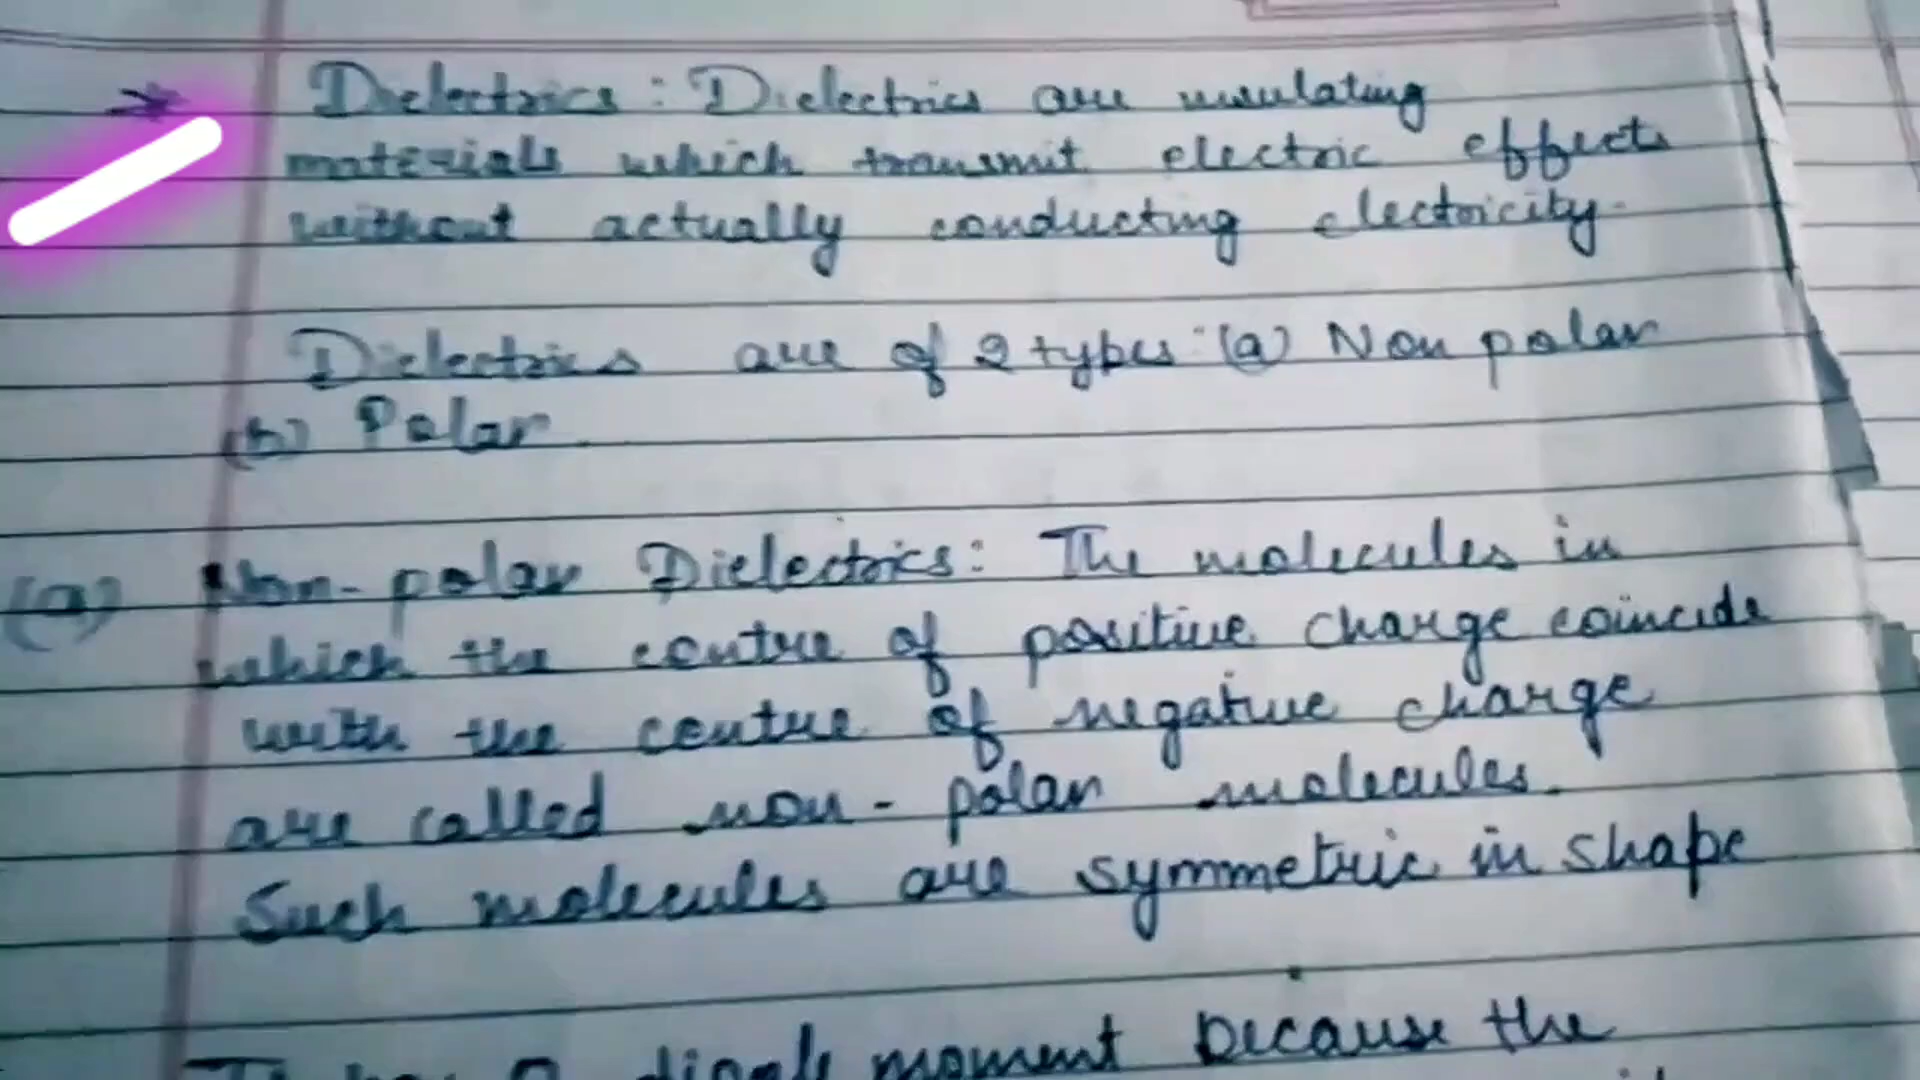 Dielectrics : Dielectrics are insulating
materials which transmit electric effects
without actually conducting electricity.
Dielectrics are of 2 types : (a) Non polar
(b) Polar.
(a) Non-polar Dielectrics : The molecules in
which the centre of positive charge coincide
with the centre of negative charge
are called non-polar molecules.
Such molecules are symmetric in shape
dipole moment because the